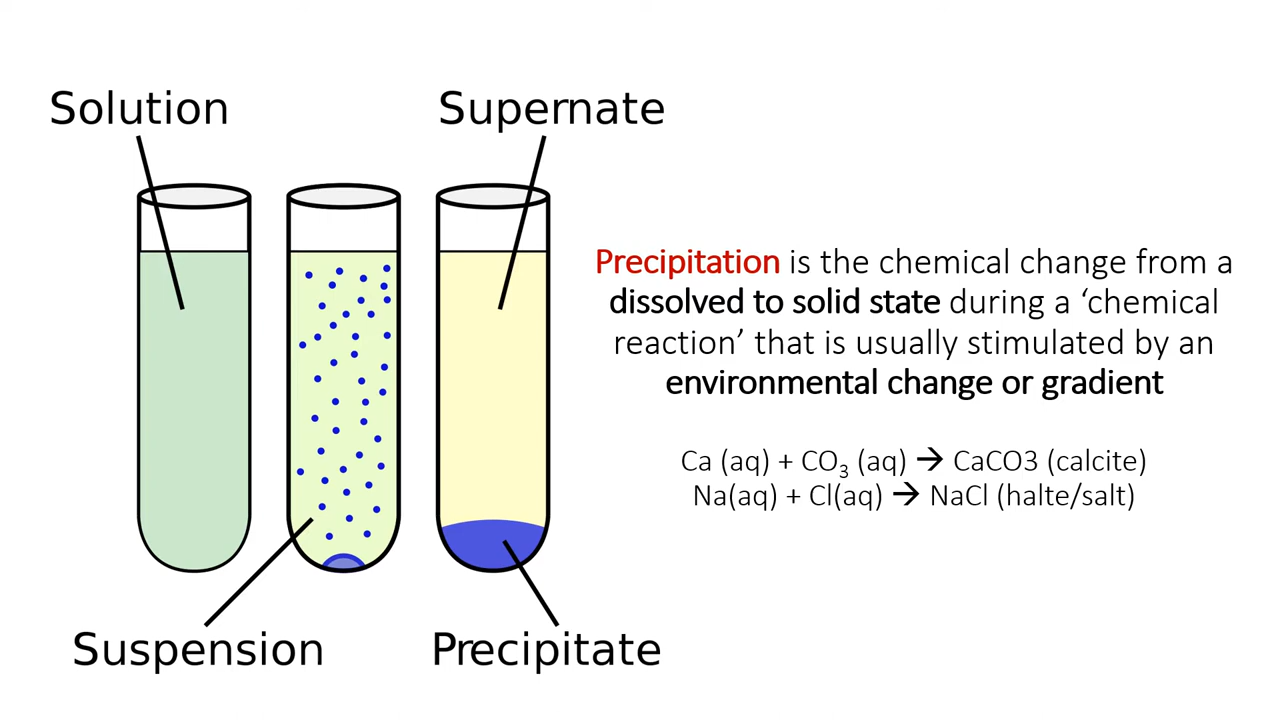 Solution
Supernate
Precipitation is the chemical change from a
dissolved to solid state during a ‘chemical
reaction’ that is usually stimulated by an
environmental change or gradient
Ca (aq) + CO₃ (aq) → CaCO3 (calcite)
Na(aq) + Cl(aq) → NaCl (halte/salt)
Suspension
Precipitate